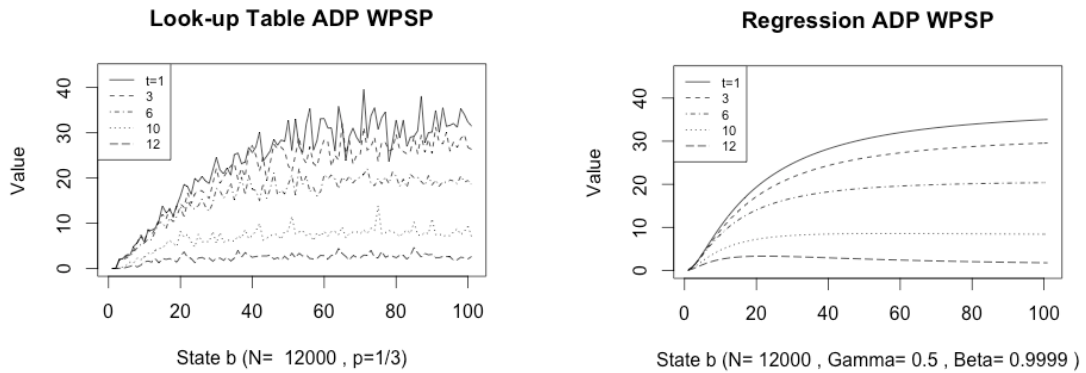 Look-up Table ADP WPSP
Value
0 10 20 30 40
t=1
3
6
10
12
0 20 40 60 80 100
State b (N= 12000 , p=1/3)
Regression ADP WPSP
Value
0 10 20 30 40
t=1
3
6
10
12
0 20 40 60 80 100
State b (N= 12000 , Gamma= 0.5 , Beta= 0.9999 )